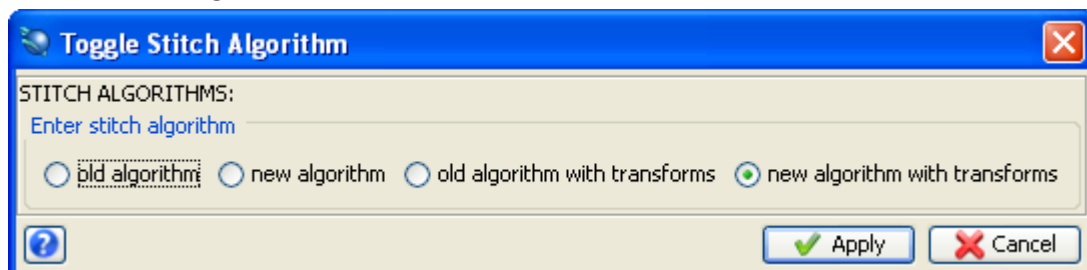 Toggle Stitch Algorithm
STITCH ALGORITHMS:
Enter stitch algorithm
old algorithm new algorithm old algorithm with transforms new algorithm with transforms
? Apply Cancel